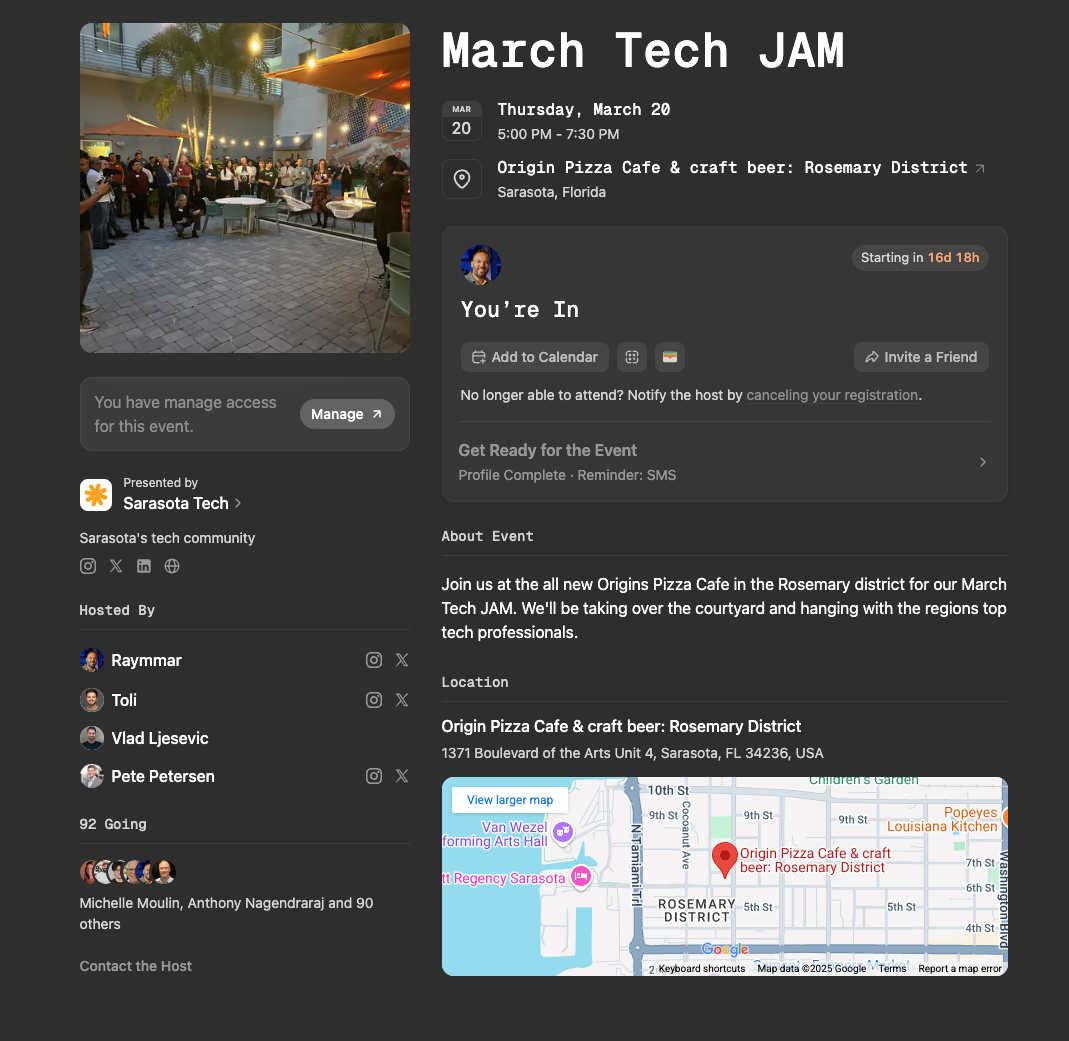 March Tech JAM
MAR
20
Thursday, March 20
5:00 PM - 7:30 PM
Origin Pizza Cafe & craft beer: Rosemary District
Sarasota, Florida
Starting in 16d 18h
You're In
Add to Calendar
Invite a Friend
No longer able to attend? Notify the host by canceling your registration.
Get Ready for the Event
Profile Complete · Reminder: SMS
You have manage access
for this event.
Manage
Presented by
Sarasota Tech
Sarasota's tech community
Hosted By
Raymmar
Toli
Vlad Ljesevic
Pete Petersen
92 Going
Michelle Moulin, Anthony Nagendraraj and 90
others
Contact the Host
About Event
Join us at the all new Origins Pizza Cafe in the Rosemary district for our March
Tech JAM. We'll be taking over the courtyard and hanging with the regions top
tech professionals.
Location
Origin Pizza Cafe & craft beer: Rosemary District
1371 Boulevard of the Arts Unit 4, Sarasota, FL 34236, USA
Children's Garden
View larger map
10th St
Popeyes
Louisiana Kitchen
9th St
9th St
9th St
Cocoanut Ave
N Tamiami Trl
Van Wezel
forming Arts Hall
Origin Pizza Cafe & craft
beer: Rosemary District
7th St
tt Regency Sarasota
6th St
Washington Blvd
ROSEMARY
DISTRICT
5th St
5th St
4th St
Google
2
Sarasota Farmers Market
Keyboard shortcuts
Map data ©2025 Google
Terms
Report a map error